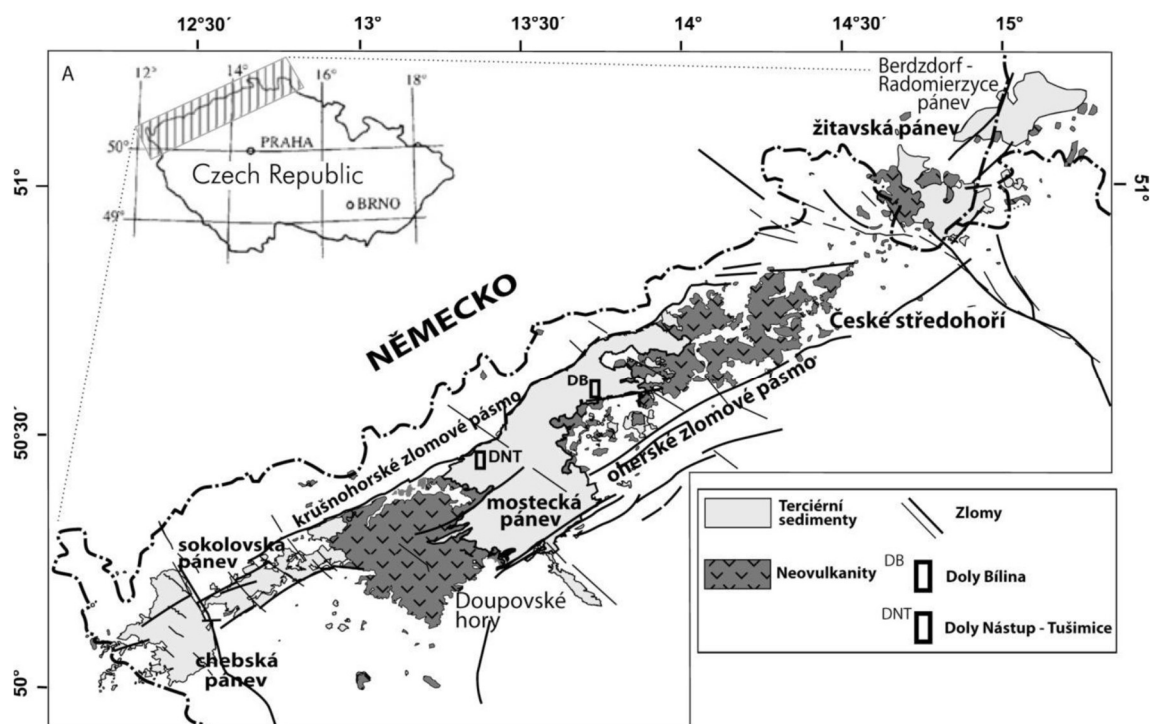 12°30´
13°
13°30´
14°
14°30´
15°
A
12°
14°
16°
18°
50°
49°
PRAHA
Czech Republic
BRNO
Berdzdorf -
Radomierzyce
pánev
žitavská pánev
51°
51°
NĚMECKO
České středohoří
DB
krušnohorské zlomové pásmo
oherské zlomové pásmo
50°30´
DNT
mostecká
pánev
sokolovská
pánev
Doupovské
hory
chebská
pánev
50°
Terciérní
sedimenty
Zlomy
Neovulkanity
DB
Doly Bílina
DNT
Doly Nástup - Tušimice